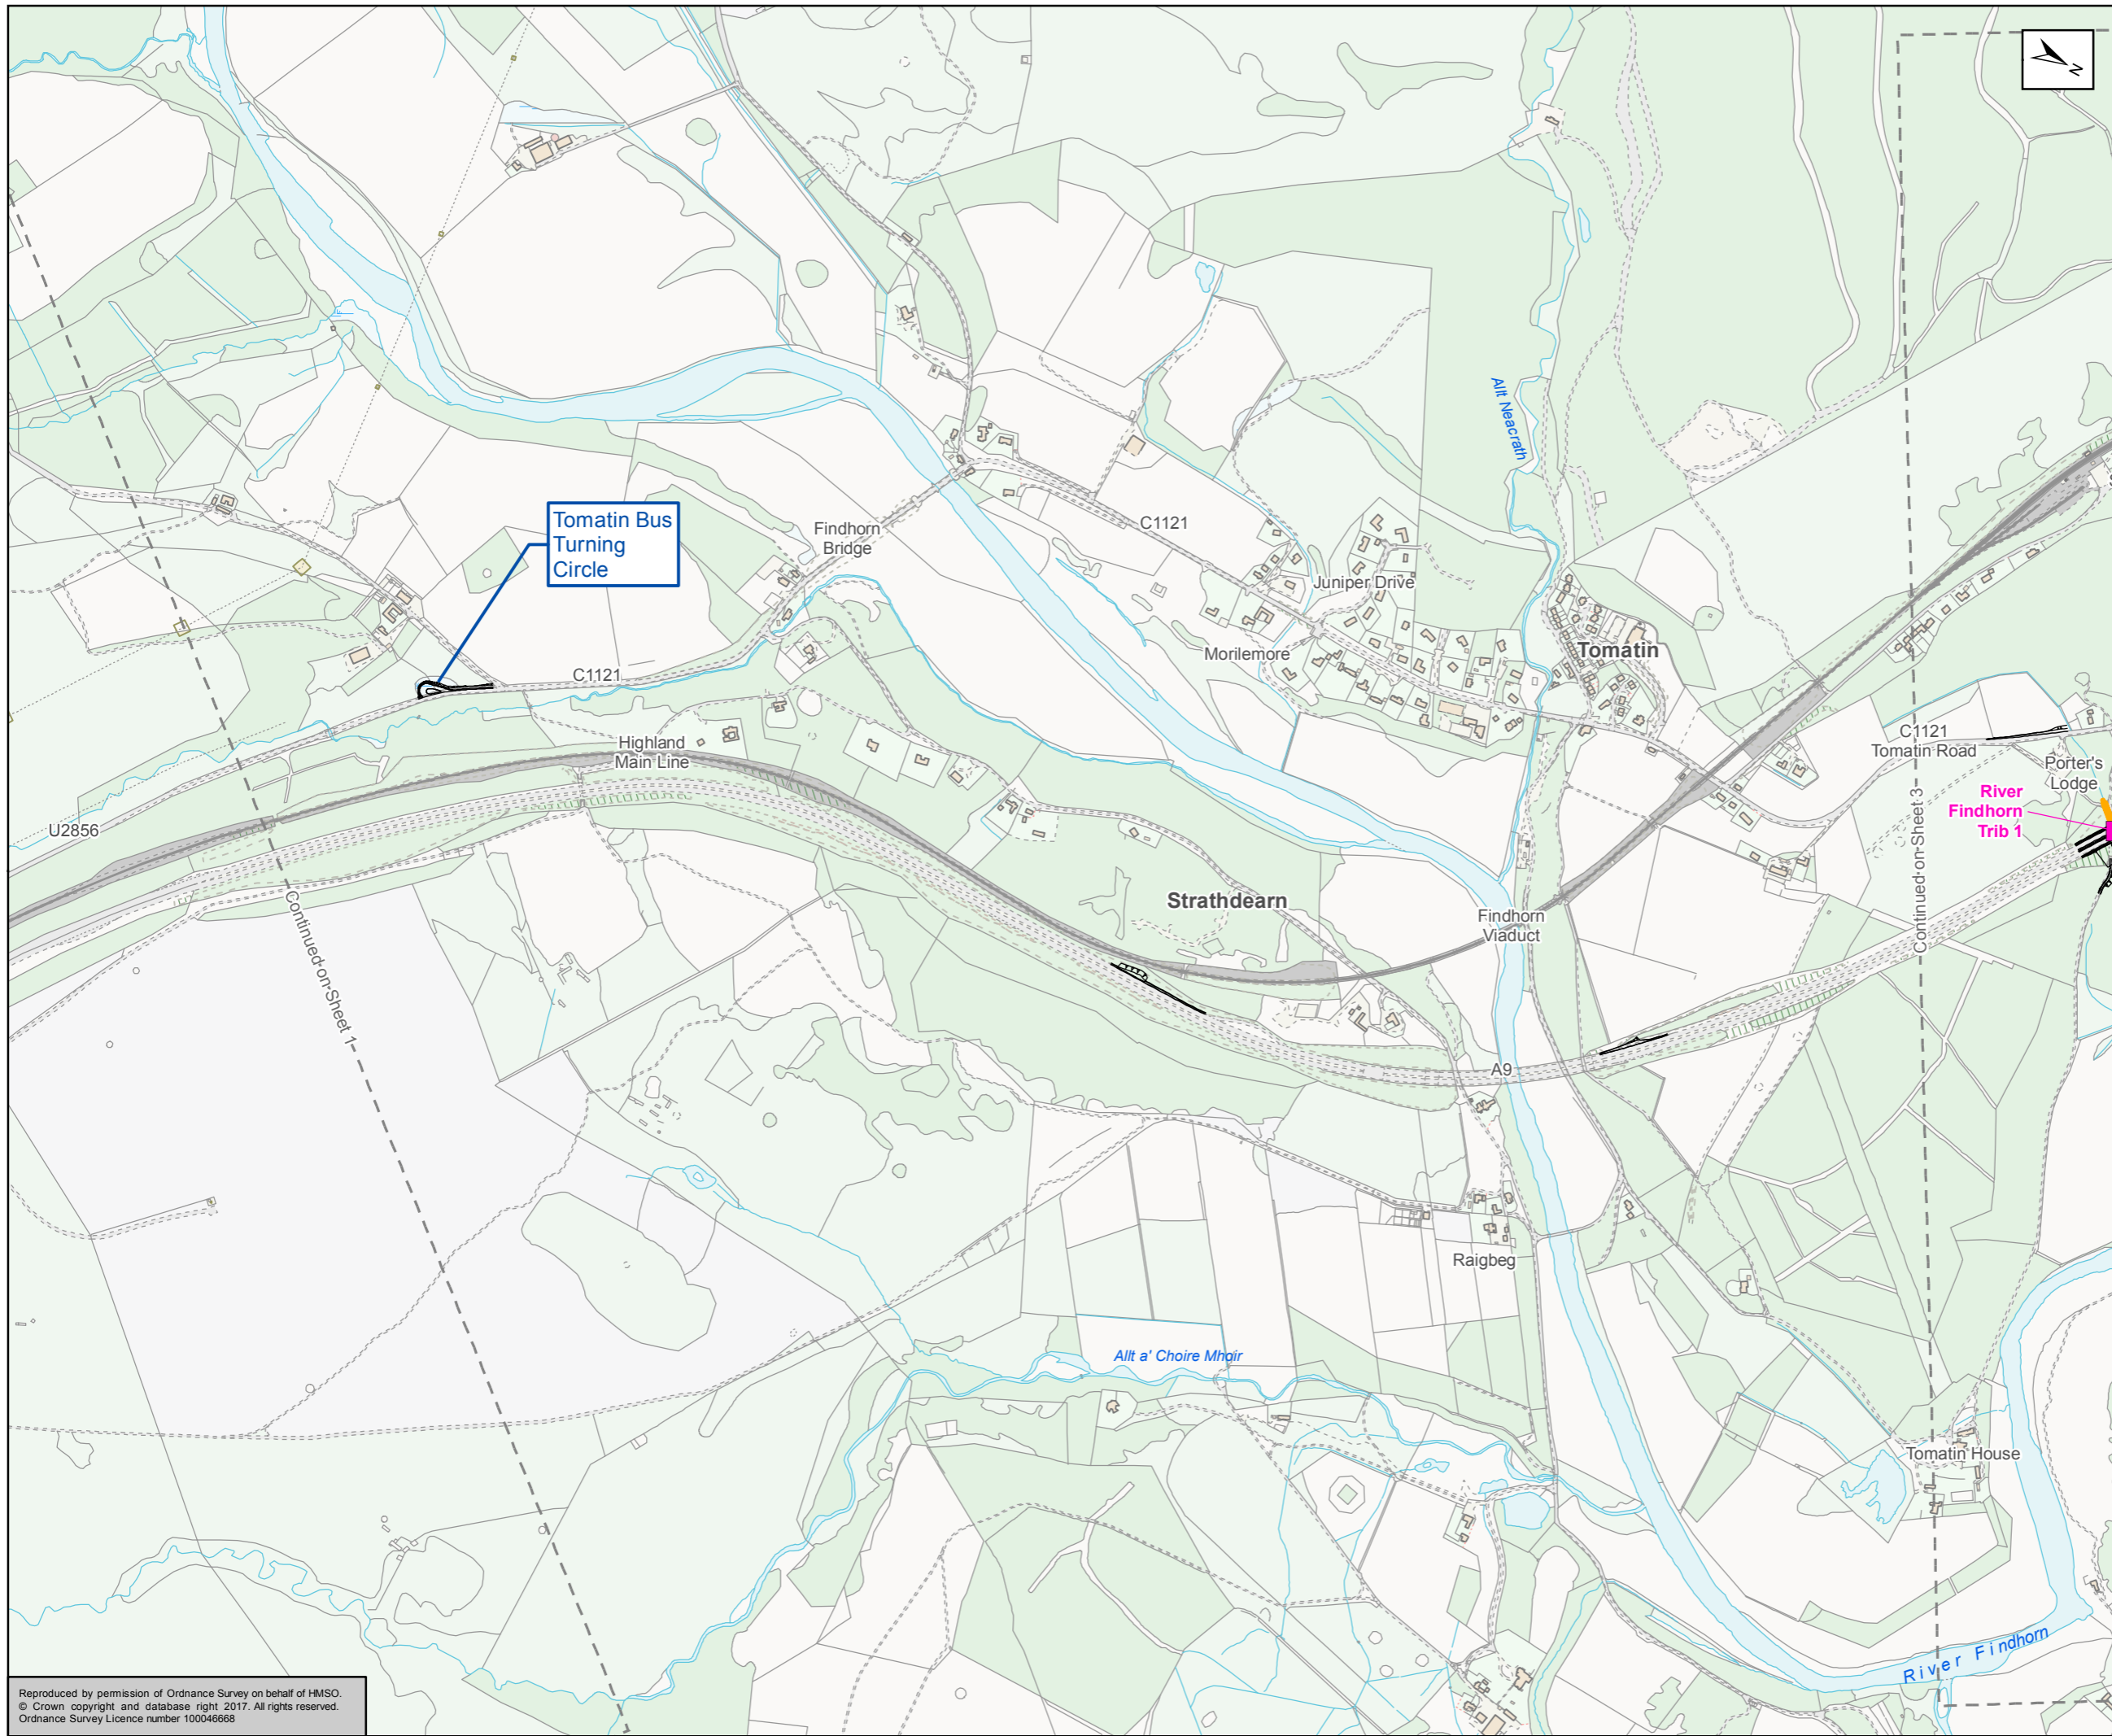 N
Allt Neacrath
Tomatin Bus
Turning
Circle
Findhorn
Bridge
C1121
Juniper Drive
Morilemore
Tomatin
C1121
Highland
Main Line
C1121
Tomatin Road
Porter's
Lodge
River
Findhorn
Trib 1
U2856
Continued on Sheet 1
Continued on Sheet 3
Strathdearn
Findhorn
Viaduct
A9
Raigbeg
Allt a' Choire Mhoir
Tomatin House
River Findhorn
Reproduced by permission of Ordnance Survey on behalf of HMSO.
© Crown copyright and database right 2017. All rights reserved.
Ordnance Survey Licence number 100046668